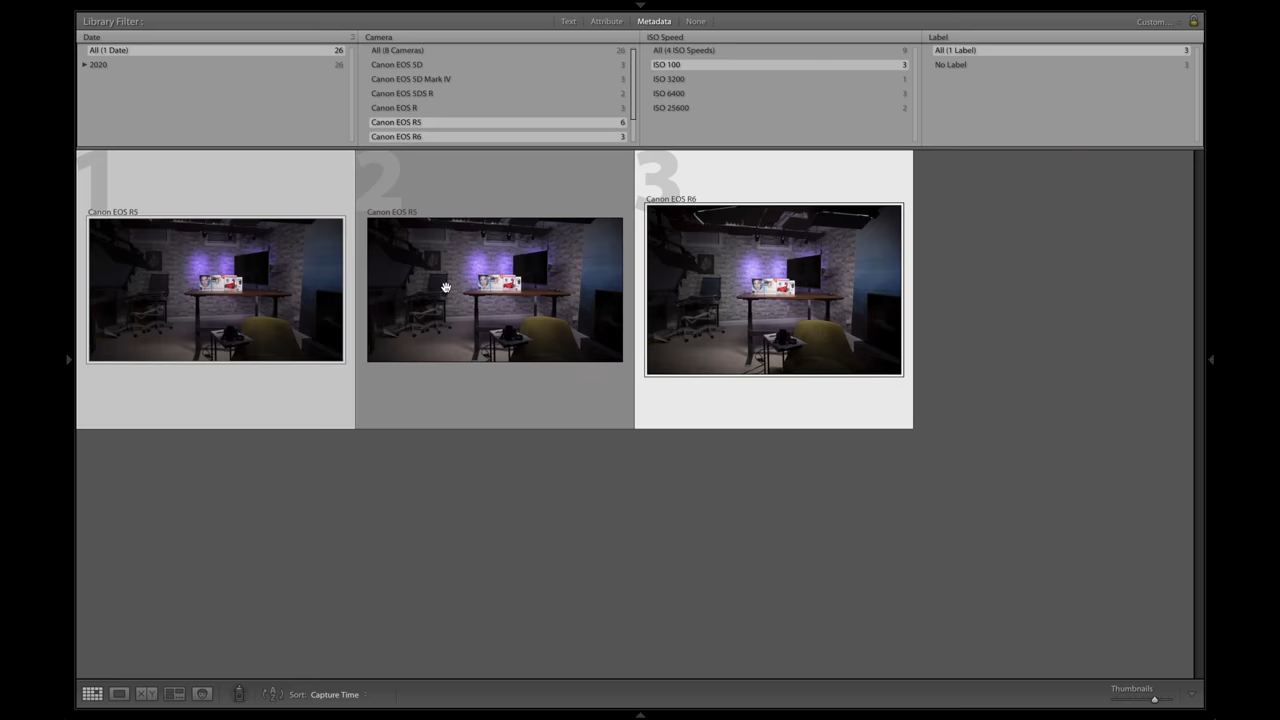 Library Filter :
Text Attribute Metadata None
Custom...
Date 3
All (1 Date) 26
2020 26
Camera
All (8 Cameras) 26
Canon EOS 5D 3
Canon EOS 5D Mark IV 3
Canon EOS 5DS R 2
Canon EOS R 3
Canon EOS R5 6
Canon EOS R6 3
ISO Speed
All (4 ISO Speeds) 9
ISO 100 3
ISO 3200 1
ISO 6400 3
ISO 25600 2
Label
All (1 Label) 3
No Label 3
1
Canon EOS R5
2
Canon EOS R5
3
Canon EOS R6
XY
Sort: Capture Time
Thumbnails